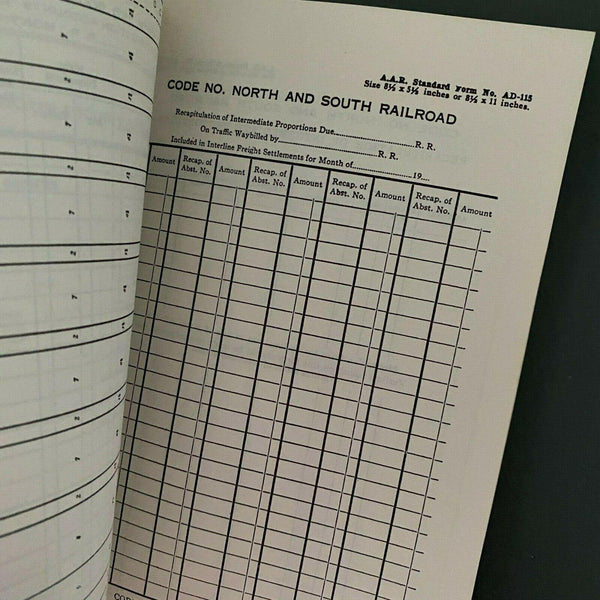 A.A.R. Standard Form No. AD-115
Size 8½ x 5½ inches or 8½ x 11 inches.
CODE NO. NORTH AND SOUTH RAILROAD
Recapitulation of Intermediate Proportions Due................R. R.
On Traffic Waybilled by................R. R.
Included in Interline Freight Settlements for Month of................19....
Amount Recap. of Abst. No. Amount Recap. of Abst. No. Amount Recap. of Abst. No. Amount Recap. of Abst. No. Amount